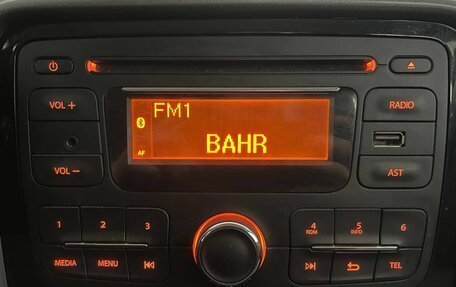 FM1
VOL +
RADIO
BAHR
AF
VOL −
AST
1 2 3
4 RDM 5 INFO 6
MEDIA MENU
TEL